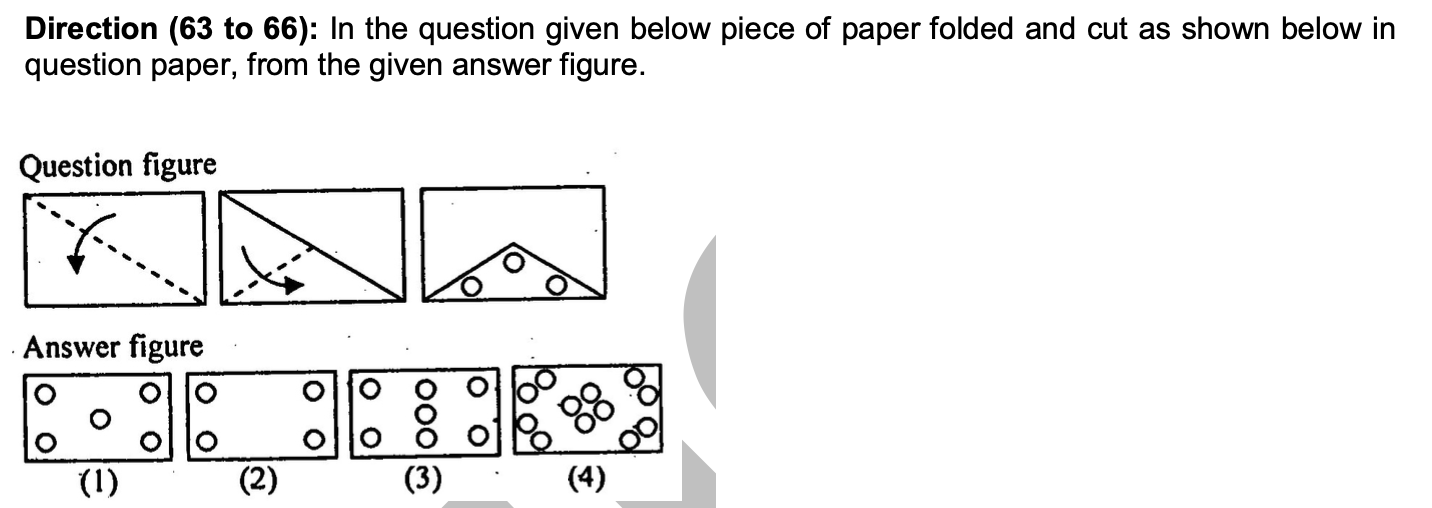 Direction (63 to 66): In the question given below piece of paper folded and cut as shown below in
question paper, from the given answer figure.
Question figure
Answer figure
(1) (2) (3) (4)